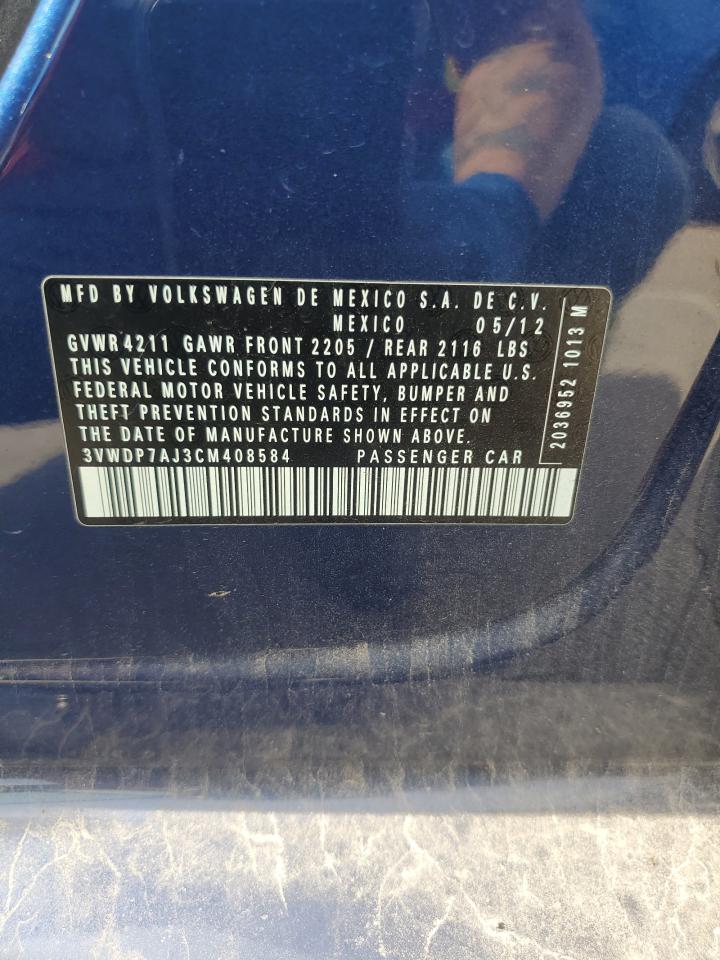 MFD BY VOLKSWAGEN DE MEXICO S.A. DE C.V.
MEXICO 05/12
GVWR 4211 GAWR FRONT 2205 / REAR 2116 LBS
THIS VEHICLE CONFORMS TO ALL APPLICABLE U.S.
FEDERAL MOTOR VEHICLE SAFETY, BUMPER AND
THEFT PREVENTION STANDARDS IN EFFECT ON
THE DATE OF MANUFACTURE SHOWN ABOVE.
3VWDP7AJ3CM408584 PASSENGER CAR
2036952 1013 M